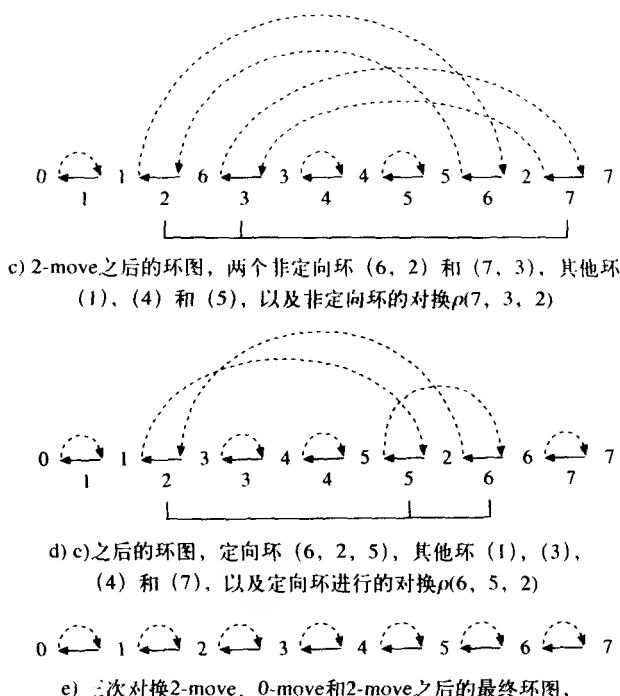 0 1 6 3 4 5 2 7
1 2 3 4 5 6 7
c) 2-move之后的环图，两个非定向环（6，2）和（7，3），其他环
（1），（4）和（5），以及非定向环的对换ρ(7，3，2)
0 1 3 4 5 2 6 7
1 2 3 4 5 6 7
d) c)之后的环图，定向环（6，2，5），其他环（1），（3），
（4）和（7），以及定向环进行的对换ρ(6，5，2)
0 1 2 3 4 5 6 7
e) 三次对换2-move、0-move和2-move之后的最终环图，